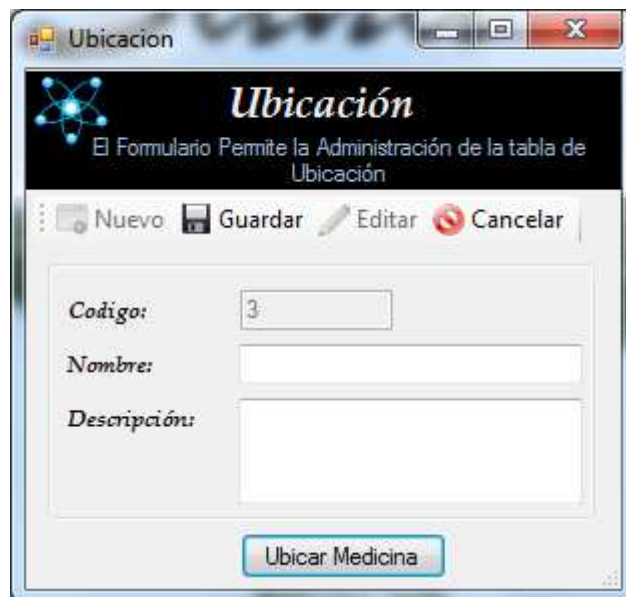 Ubicacion
Ubicación
El Formulario Permite la Administración de la tabla de
Ubicación
Nuevo Guardar Editar Cancelar
Codigo: 3
Nombre:
Descripción:
Ubicar Medicina